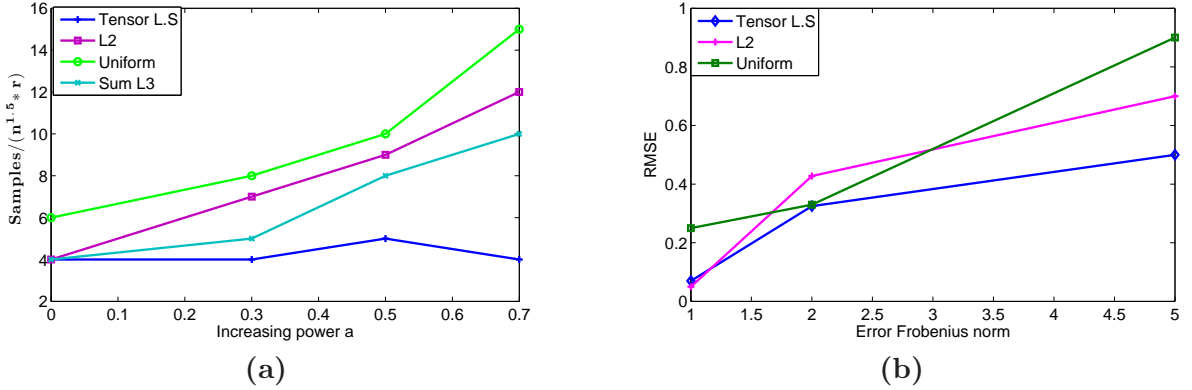 Tensor L.S
L2
Uniform
Sum L3
16
14
12
10
8
6
4
2
0
0.1
0.2
0.3
0.4
0.5
0.6
0.7
Samples/(n^1.5 * r)
Increasing power a
(a)
Tensor L.S
L2
Uniform
1
0.8
0.6
0.4
0.2
0
1
1.5
2
2.5
3
3.5
4
4.5
5
RMSE
Error Frobenius norm
(b)